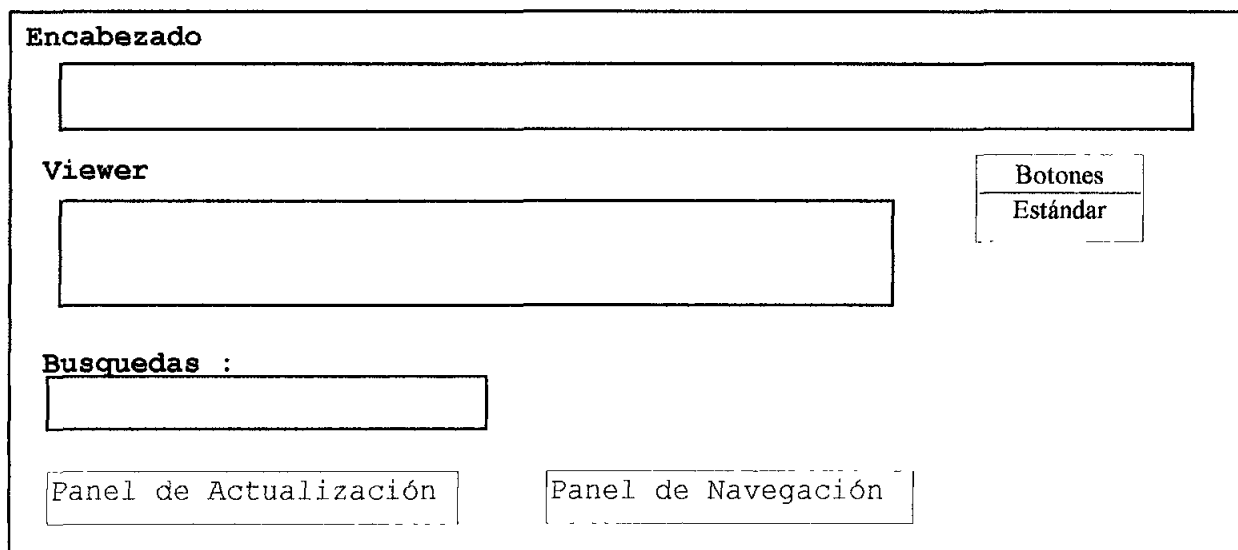 Encabezado
Viewer
Botones
Estándar
Busquedas :
Panel de Actualización
Panel de Navegación